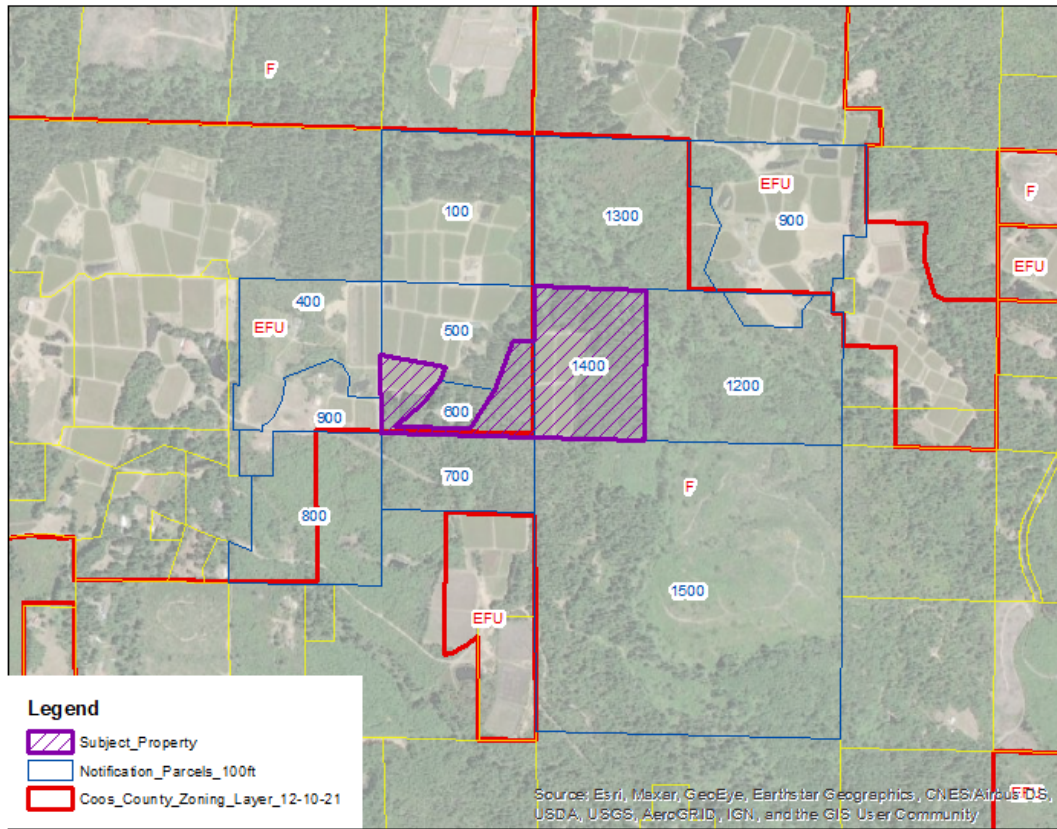 F
EFU
F
100
1300
900
EFU
400
EFU
500
1400
600
1200
900
700
F
800
1500
EFU
Legend
Subject_Property
Notification_Parcels_100ft
Coos_County_Zoning_Layer_12-10-21
EFU
Source: Esri, Maxar, GeoEye, Earthstar Geographics, CNES/Airbus DS,
USDA, USGS, AeroGRID, IGN, and the GIS User Community